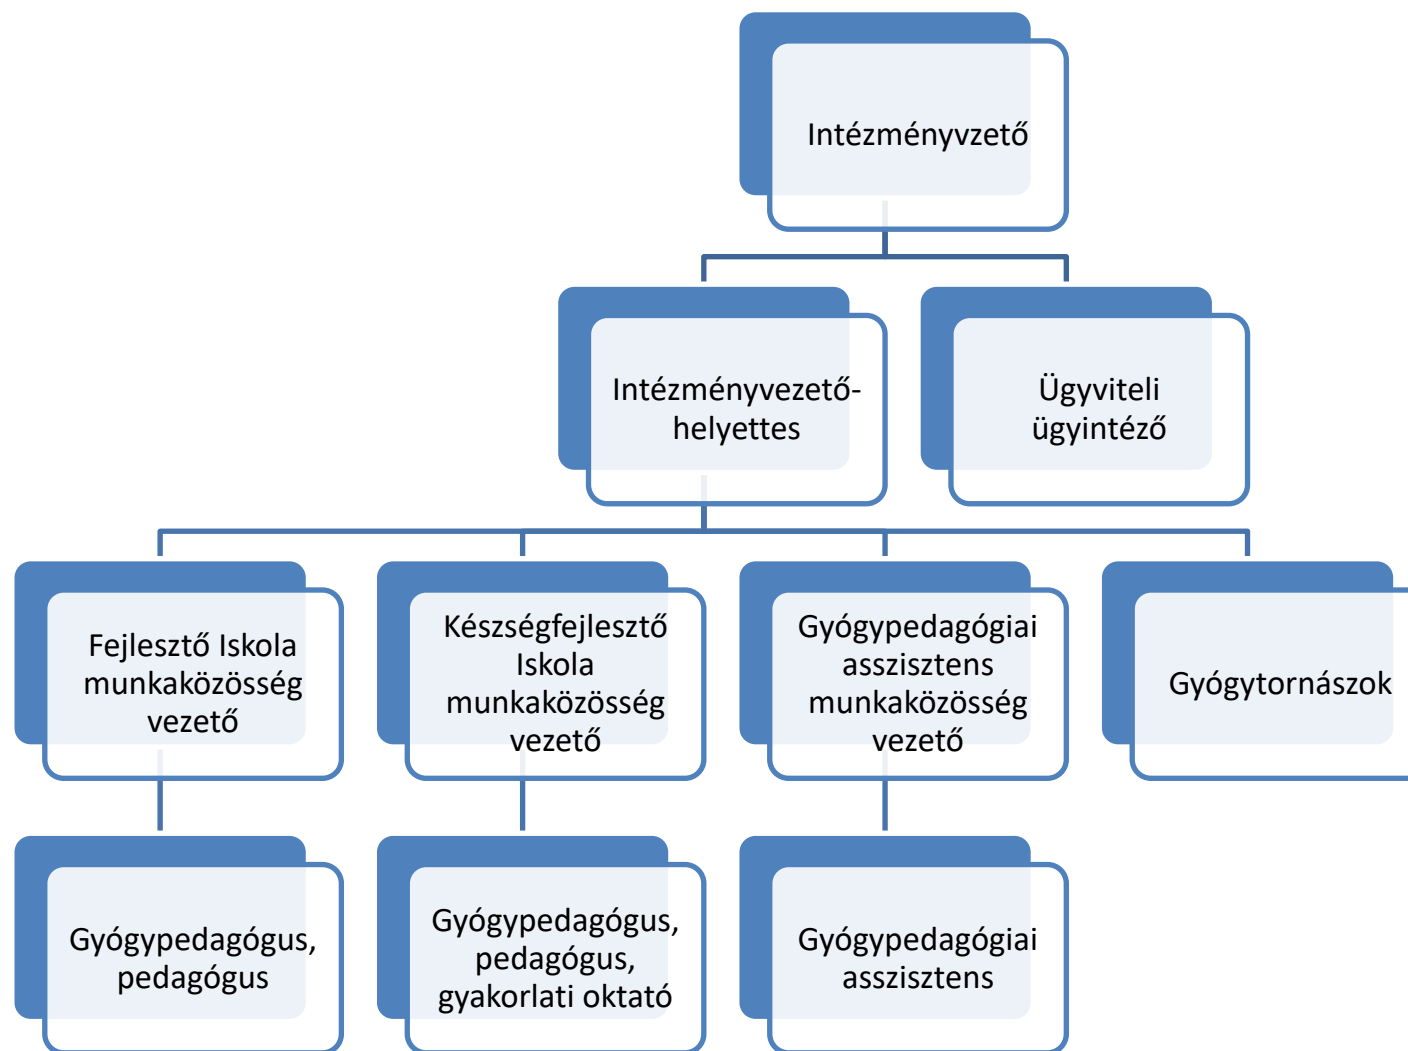 Intézményvzető
Intézményvezető-
helyettes
Ügyviteli
ügyintéző
Fejlesztő Iskola
munkaközösség
vezető
Készségfejlesztő
Iskola
munkaközösség
vezető
Gyógypedagógiai
asszisztens
munkaközösség
vezető
Gyógytornászok
Gyógypedagógus,
pedagógus
Gyógypedagógus,
pedagógus,
gyakorlati oktató
Gyógypedagógiai
asszisztens